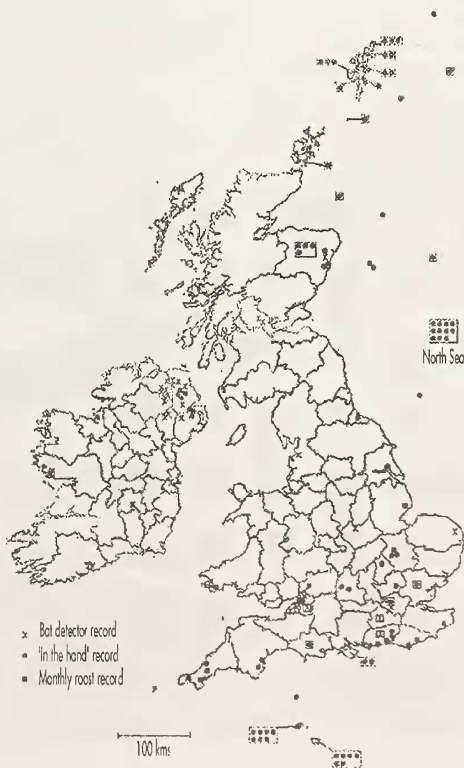 North Sea
x Bat detector record
• 'In the hand' record
▪ Monthly roost record
100 kms